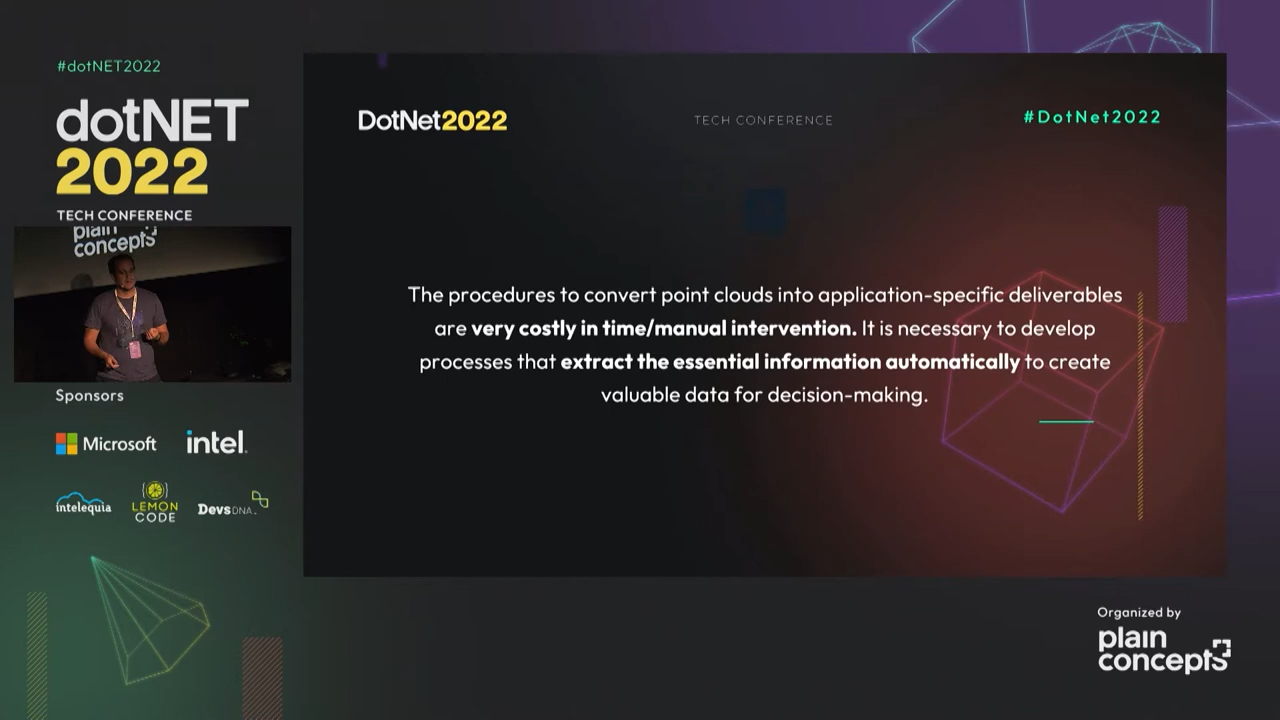 #dotNET2022
dotNET
2022
TECH CONFERENCE
plain
concepts
Sponsors
Microsoft
intel.
intelequia
LEMON
CODE
DevsDNA.
DotNet2022
TECH CONFERENCE
#DotNet2022
The procedures to convert point clouds into application-specific deliverables
are very costly in time/manual intervention. It is necessary to develop
processes that extract the essential information automatically to create
valuable data for decision-making.
Organized by
plain
concepts